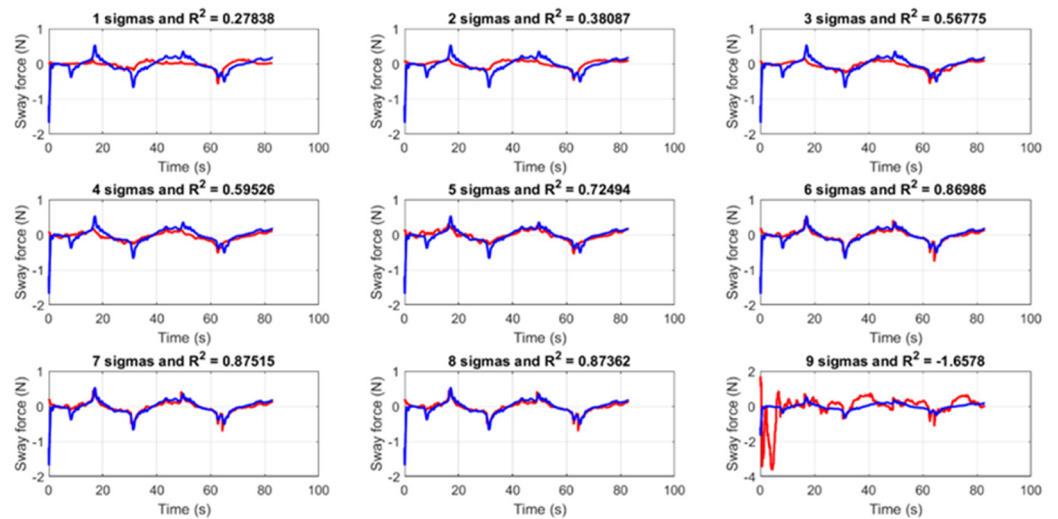 1 sigmas and R² = 0.27838
2 sigmas and R² = 0.38087
3 sigmas and R² = 0.56775
1
0
-1
-2
Sway force (N)
0 20 40 60 80 100
Time (s)
1
0
-1
-2
Sway force (N)
0 20 40 60 80 100
Time (s)
1
0
-1
-2
Sway force (N)
0 20 40 60 80 100
Time (s)
4 sigmas and R² = 0.59526
5 sigmas and R² = 0.72494
6 sigmas and R² = 0.86986
1
0
-1
-2
Sway force (N)
0 20 40 60 80 100
Time (s)
1
0
-1
-2
Sway force (N)
0 20 40 60 80 100
Time (s)
1
0
-1
-2
Sway force (N)
0 20 40 60 80 100
Time (s)
7 sigmas and R² = 0.87515
8 sigmas and R² = 0.87362
9 sigmas and R² = -1.6578
1
0
-1
-2
Sway force (N)
0 20 40 60 80 100
Time (s)
1
0
-1
-2
Sway force (N)
0 20 40 60 80 100
Time (s)
2
0
-2
-4
Sway force (N)
0 20 40 60 80 100
Time (s)